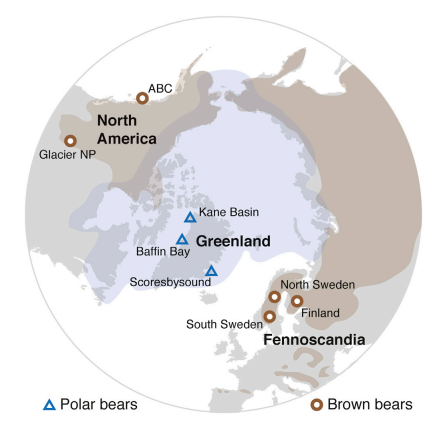 ABC
North
America
Glacier NP
Kane Basin
Greenland
Baffin Bay
Scoresbysound
North Sweden
Finland
South Sweden
Fennoscandia
Polar bears
Brown bears